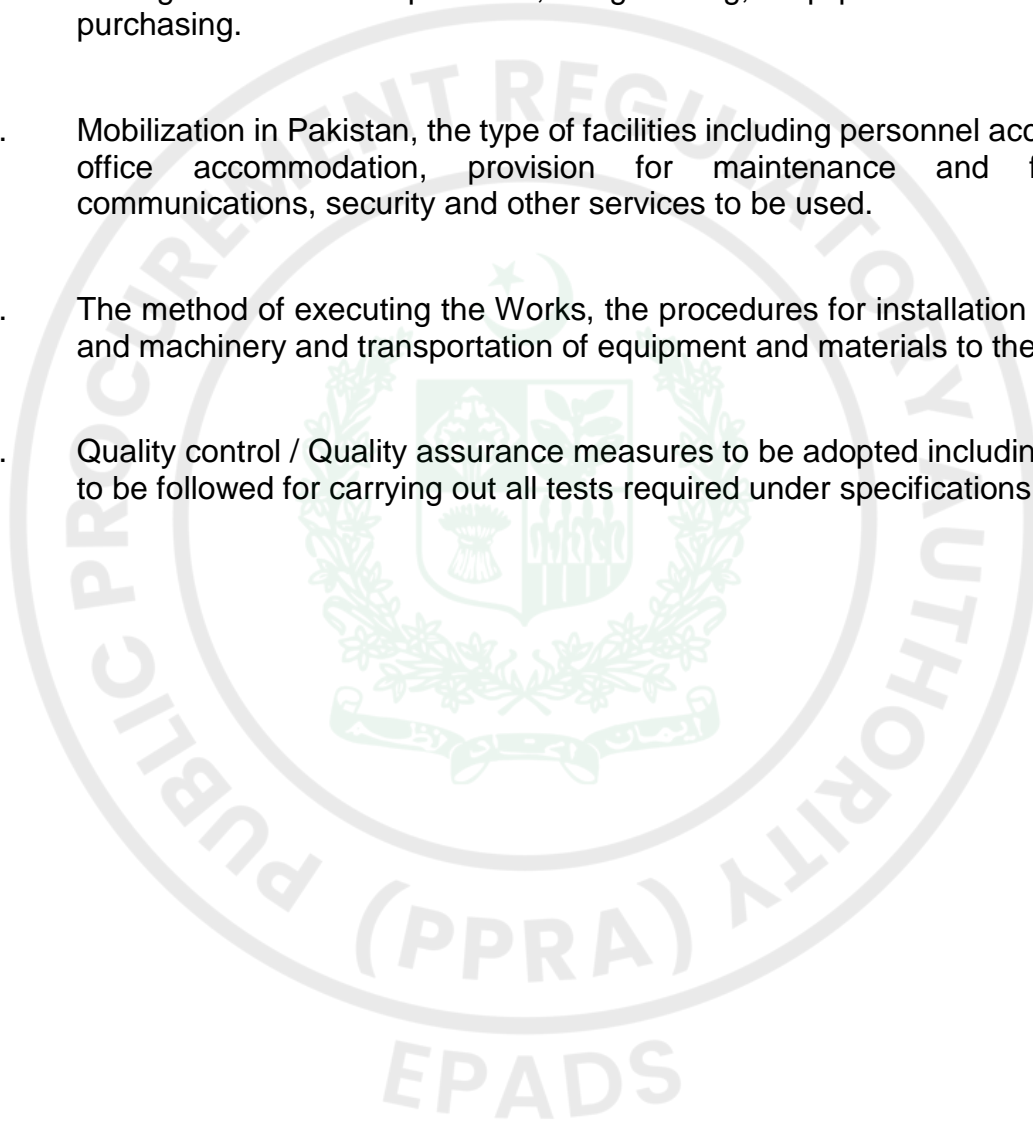 purchasing.
. Mobilization in Pakistan, the type of facilities including personnel acc
office accommodation, provision for maintenance and f
communications, security and other services to be used.
. The method of executing the Works, the procedures for installation
and machinery and transportation of equipment and materials to the
. Quality control / Quality assurance measures to be adopted includin
to be followed for carrying out all tests required under specifications
PUBLIC PROCUREMENT REGULATORY AUTHORITY
(PPRA)
EPADS